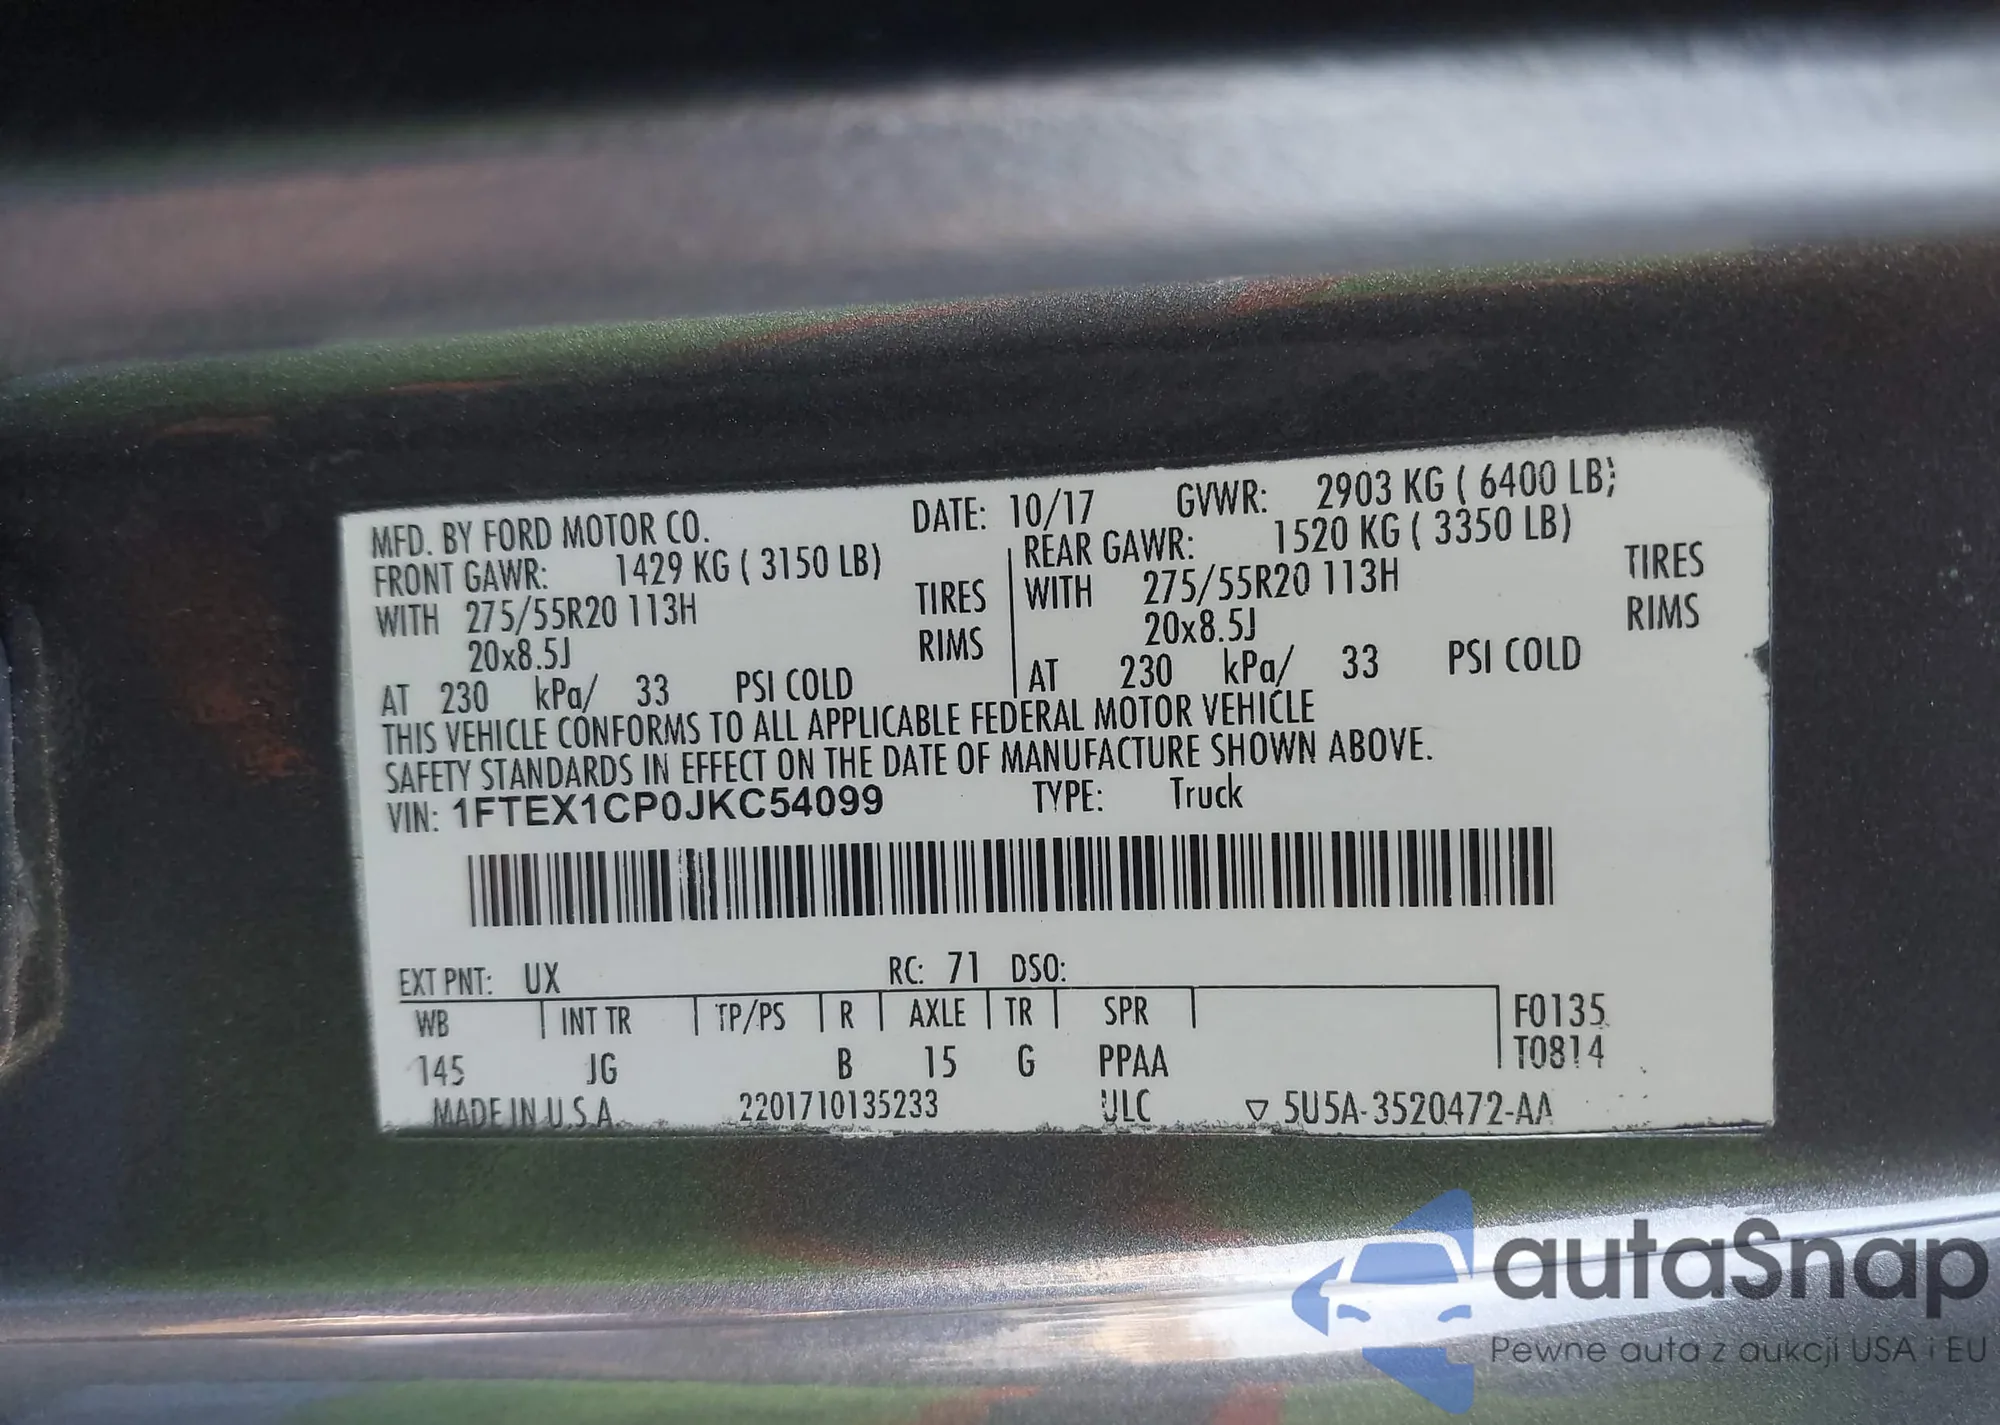 MFD. BY FORD MOTOR CO. DATE: 10/17 GVWR: 2903 KG ( 6400 LB)
FRONT GAWR: 1429 KG ( 3150 LB) REAR GAWR: 1520 KG ( 3350 LB)
WITH 275/55R20 113H TIRES WITH 275/55R20 113H TIRES
20x8.5J RIMS 20x8.5J RIMS
AT 230 kPa/ 33 PSI COLD AT 230 kPa/ 33 PSI COLD
THIS VEHICLE CONFORMS TO ALL APPLICABLE FEDERAL MOTOR VEHICLE
SAFETY STANDARDS IN EFFECT ON THE DATE OF MANUFACTURE SHOWN ABOVE.
VIN: 1FTEX1CP0JKC54099 TYPE: Truck
EXT PNT: UX RC: 71 DSO:
WB INT TR TP/PS R AXLE TR SPR F0135
145 JG B 15 G PPAA T0814
MADE IN U.S.A. 2201710135233 ULC ▽ 5U5A-3520472-AA
autaSnap
Pewne auta z aukcji USA i EU